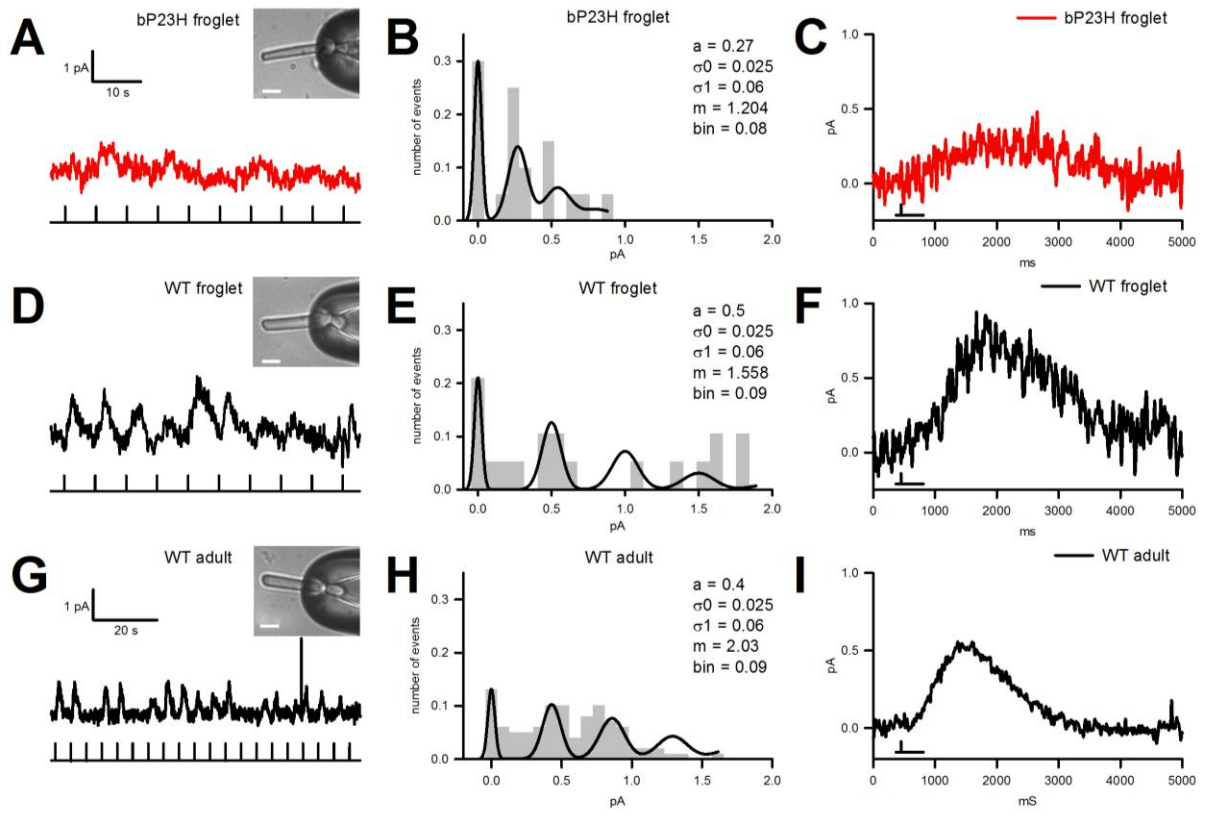 A
bP23H froglet
1 pA
10 s
B
bP23H froglet
a = 0.27
σ0 = 0.025
σ1 = 0.06
m = 1.204
bin = 0.08
number of events
0.3
0.2
0.1
0.0
0.0 0.5 1.0 1.5 2.0
pA
C
bP23H froglet
pA
1.0
0.5
0.0
0 1000 2000 3000 4000 5000
ms
D
WT froglet
E
WT froglet
a = 0.5
σ0 = 0.025
σ1 = 0.06
m = 1.558
bin = 0.09
number of events
0.3
0.2
0.1
0.0
0.0 0.5 1.0 1.5 2.0
pA
F
WT froglet
pA
1.0
0.5
0.0
0 1000 2000 3000 4000 5000
ms
G
WT adult
1 pA
20 s
H
WT adult
a = 0.4
σ0 = 0.025
σ1 = 0.06
m = 2.03
bin = 0.09
number of events
0.3
0.2
0.1
0.0
0.0 0.5 1.0 1.5 2.0
pA
I
WT adult
pA
1.0
0.5
0.0
0 1000 2000 3000 4000 5000
mS